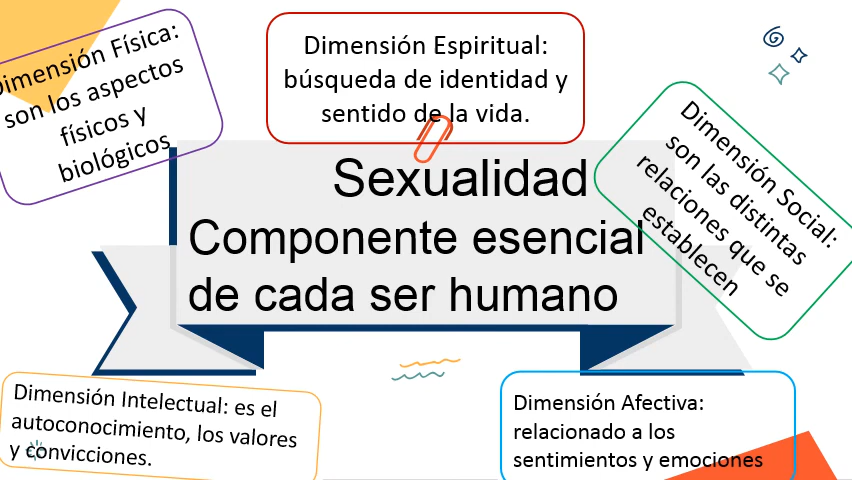 Dimensión Física:
son los aspectos
físicos y
biológicos
Dimensión Espiritual:
búsqueda de identidad y
sentido de la vida.
Dimensión Social:
son las distintas
relaciones que se
establecen
Sexualidad
Componente esencial
de cada ser humano
Dimensión Intelectual: es el
autoconocimiento, los valores
y convicciones.
Dimensión Afectiva:
relacionado a los
sentimientos y emociones